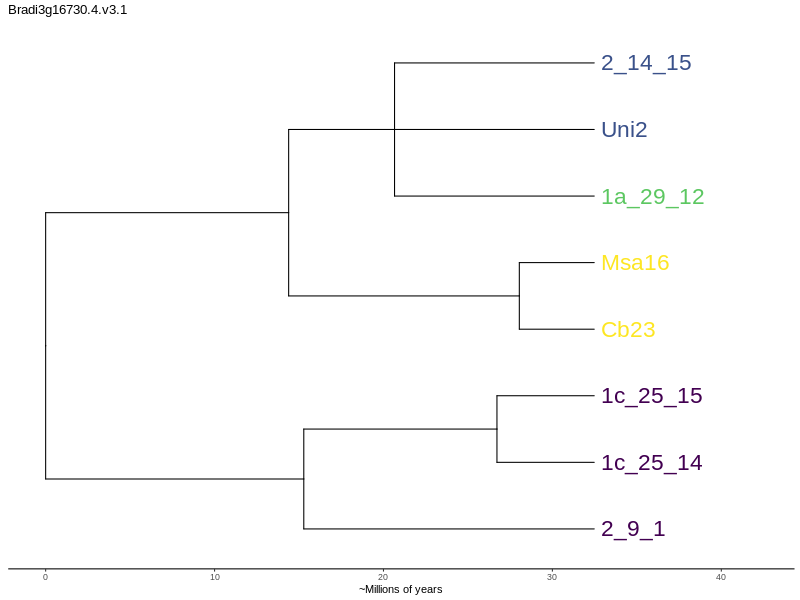 Bradi3g16730.4.v3.1
2_14_15
Uni2
1a_29_12
Msa16
Cb23
1c_25_15
1c_25_14
2_9_1
0 10 20 30 40
~Millions of years